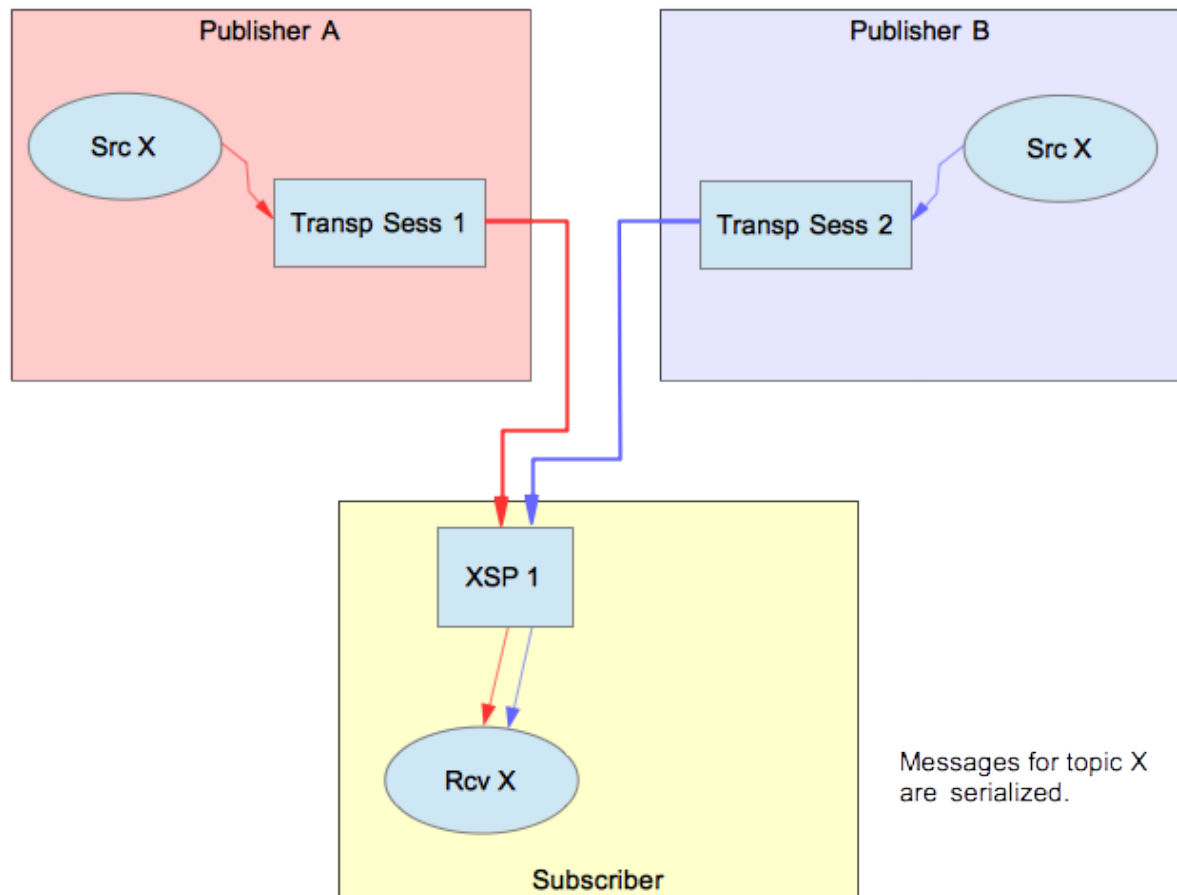 Publisher A
Publisher B
Src X
Src X
Transp Sess 1
Transp Sess 2
XSP 1
Rcv X
Messages for topic X
are serialized.
Subscriber